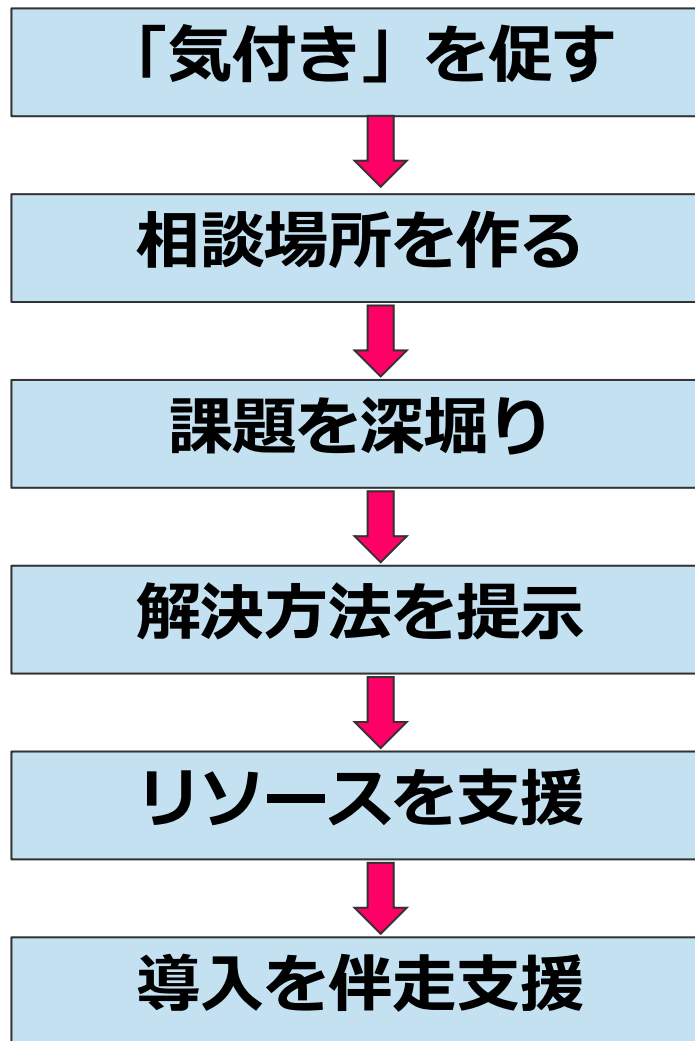 「気付き」を促す
相談場所を作る
課題を深堀り
解決方法を提示
リソースを支援
導入を伴走支援